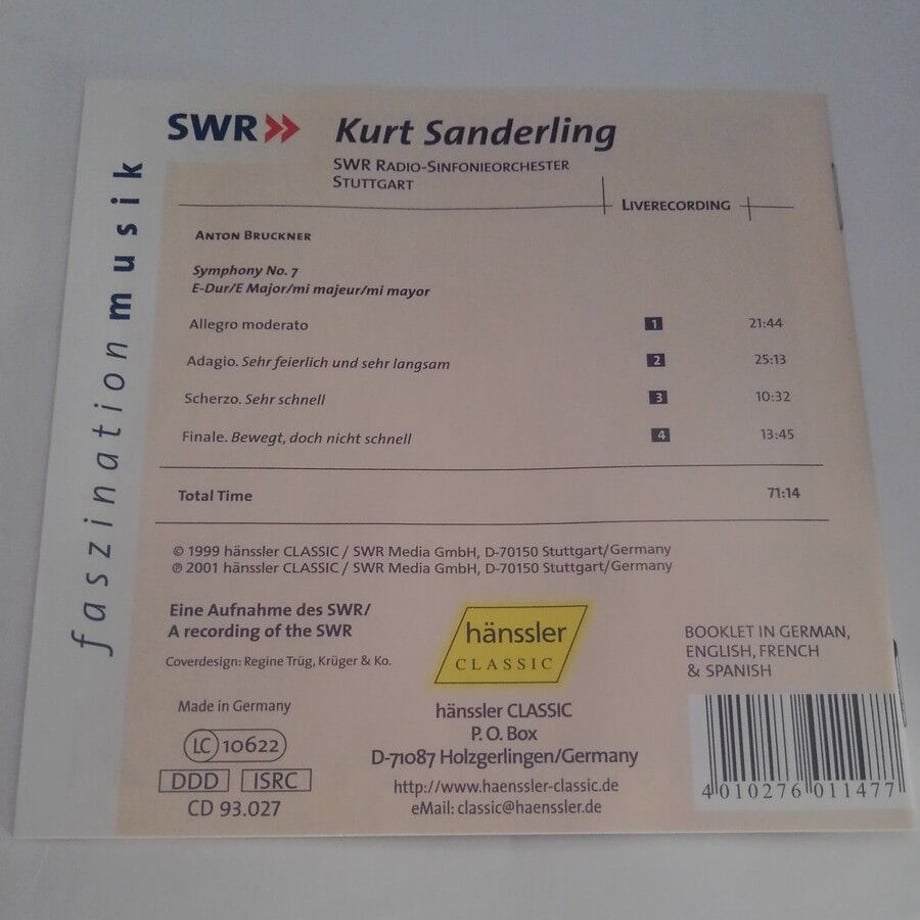 faszinationmusik
SWR»
Kurt Sanderling
SWR RADIO-SINFONIEORCHESTER
STUTTGART
LIVERECORDING
ANTON BRUCKNER
Symphony No. 7
E-Dur/E Major/mi majeur/mi mayor
Allegro moderato 1 21:44
Adagio. Sehr feierlich und sehr langsam 2 25:13
Scherzo. Sehr schnell 3 10:32
Finale. Bewegt, doch nicht schnell 4 13:45
Total Time 71:14
© 1999 hänssler CLASSIC / SWR Media GmbH, D-70150 Stuttgart/Germany
℗ 2001 hänssler CLASSIC / SWR Media GmbH, D-70150 Stuttgart/Germany
Eine Aufnahme des SWR/
A recording of the SWR
Coverdesign: Regine Trüg, Krüger & Ko.
Made in Germany
LC 10622
DDD ISRC
CD 93.027
hänssler
CLASSIC
hänssler CLASSIC
P. O. Box
D-71087 Holzgerlingen/Germany
http://www.haenssler-classic.de
eMail: classic@haenssler.de
BOOKLET IN GERMAN,
ENGLISH, FRENCH
& SPANISH
4 010276 011477